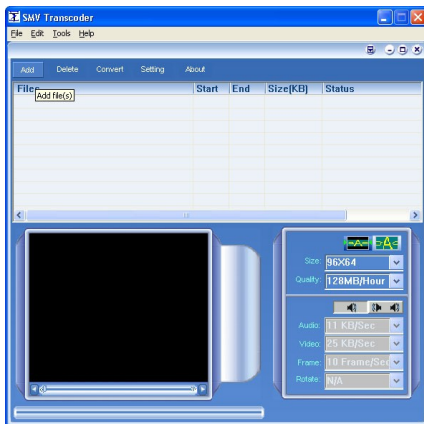 SMV Transcoder
File Edit Tools Help
Add Delete Convert Setting About
Files Start End Size(KB) Status
Add file(s)
Size: 96X64
Quality: 128MB/Hour
Audio: 11 KB/Sec
Video: 25 KB/Sec
Frame: 10 Frame/Sec
Rotate: N/A